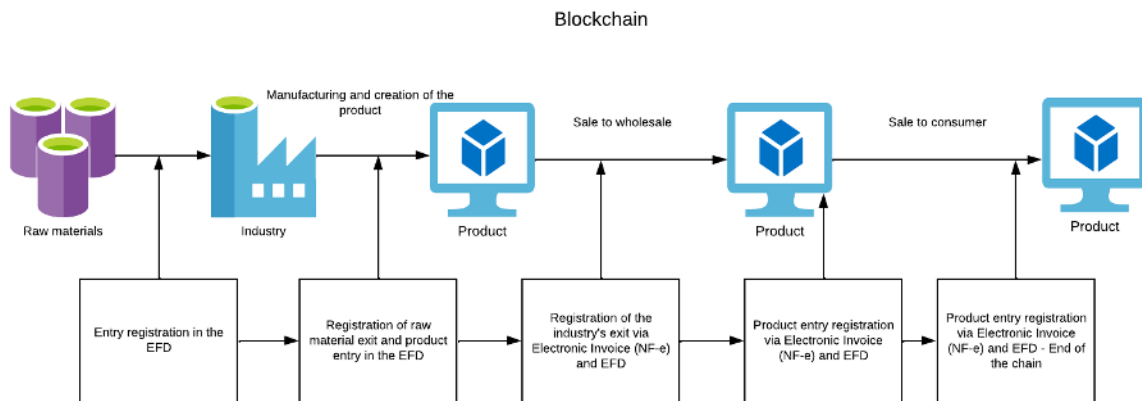 Blockchain
Manufacturing and creation of the
product
Sale to wholesale
Sale to consumer
Raw materials
Industry
Product
Product
Product
Entry registration in the
EFD
Registration of raw
material exit and product
entry in the EFD
Registration of the
industry's exit via
Electronic Invoice (NF-e)
and EFD
Product entry registration
via Electronic Invoice
(NF-e) and EFD
Product entry registration
via Electronic Invoice
(NF-e) and EFD - End of
the chain